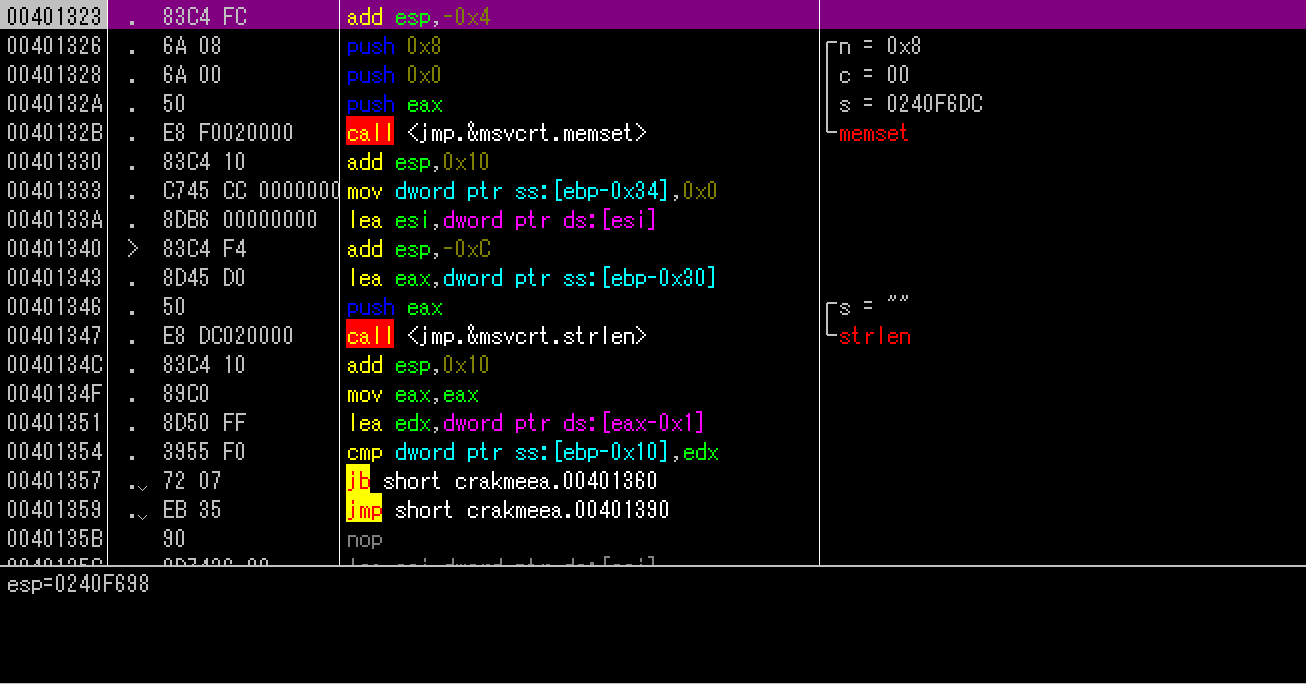 00401323 . 83C4 FC add esp,-0x4
00401326 . 6A 08 push 0x8 n = 0x8
00401328 . 6A 00 push 0x0 c = 00
0040132A . 50 push eax s = 0240F6DC
0040132B . E8 F0020000 call <jmp.&msvcrt.memset> memset
00401330 . 83C4 10 add esp,0x10
00401333 . C745 CC 0000000 mov dword ptr ss:[ebp-0x34],0x0
0040133A . 8DB6 00000000 lea esi,dword ptr ds:[esi]
00401340 > 83C4 F4 add esp,-0xC
00401343 . 8D45 D0 lea eax,dword ptr ss:[ebp-0x30]
00401346 . 50 push eax s = ""
00401347 . E8 DC020000 call <jmp.&msvcrt.strlen> strlen
0040134C . 83C4 10 add esp,0x10
0040134F . 89C0 mov eax,eax
00401351 . 8D50 FF lea edx,dword ptr ds:[eax-0x1]
00401354 . 3955 F0 cmp dword ptr ss:[ebp-0x10],edx
00401357 . 72 07 jb short crakmeea.00401360
00401359 . EB 35 jmp short crakmeea.00401390
0040135B 90 nop
esp=0240F698